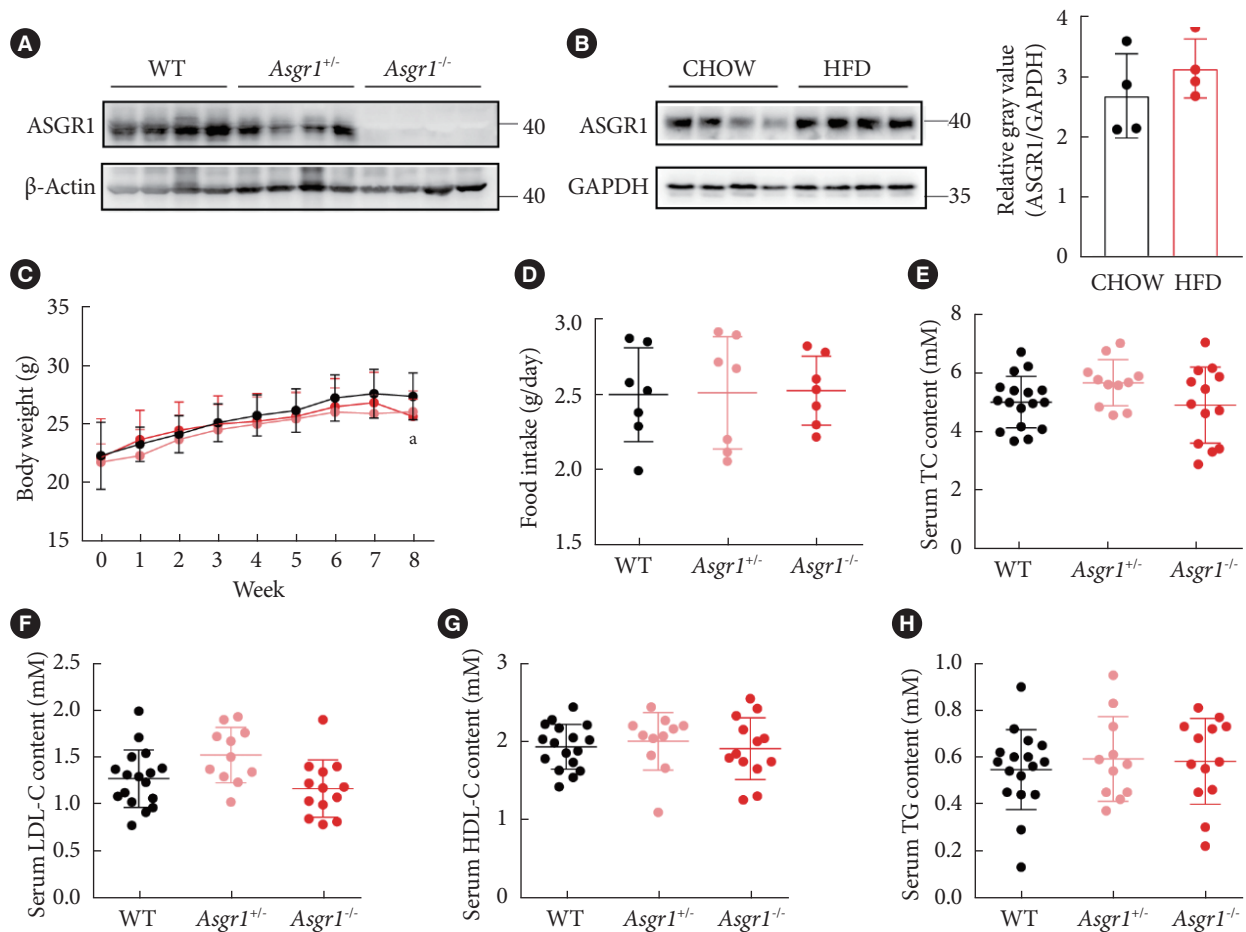 A
WT Asgr1+/- Asgr1-/-
ASGR1
40
β-Actin
40
B
CHOW HFD
ASGR1
40
GAPDH
35
Relative gray value
(ASGR1/GAPDH)
4
3
2
1
0
CHOW HFD
C
Body weight (g)
35
30
25
20
15
a
0 1 2 3 4 5 6 7 8
Week
D
Food intake (g/day)
3.0
2.5
2.0
1.5
WT Asgr1+/- Asgr1-/-
E
Serum TC content (mM)
8
6
4
2
0
WT Asgr1+/- Asgr1-/-
F
Serum LDL-C content (mM)
2.5
2.0
1.5
1.0
0.5
0.0
WT Asgr1+/- Asgr1-/-
G
Serum HDL-C content (mM)
3
2
1
0
WT Asgr1+/- Asgr1-/-
H
Serum TG content (mM)
1.0
0.8
0.6
0.4
0.2
0.0
WT Asgr1+/- Asgr1-/-